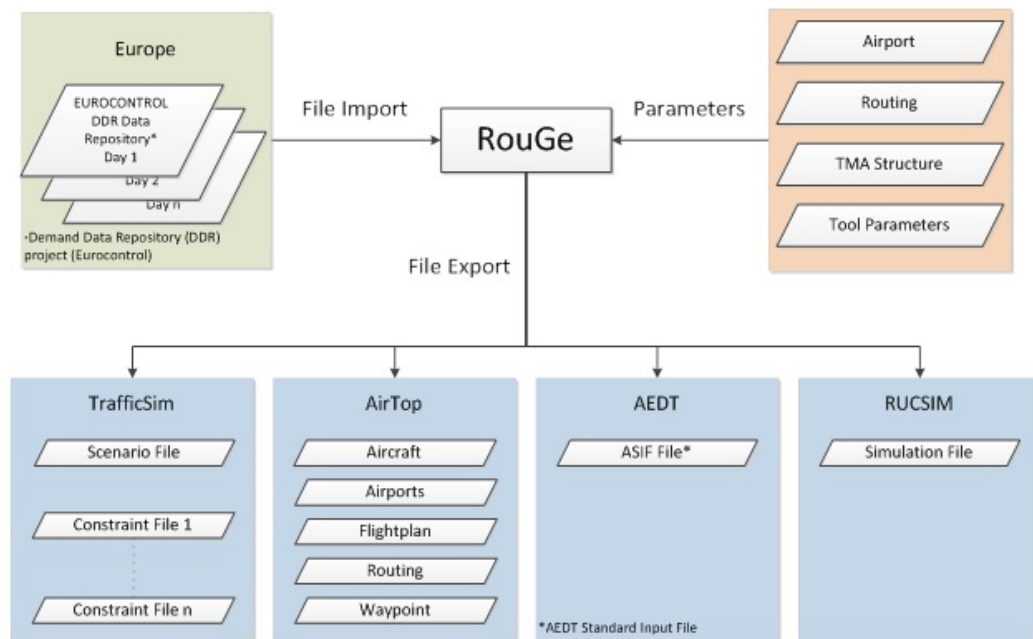 Europe
EUROCONTROL
DDR Data
Repository*
Day 1
Day 2
Day n
*Demand Data Repository (DDR)
project (Eurocontrol)
File Import
RouGe
Parameters
Airport
Routing
TMA Structure
Tool Parameters
File Export
TrafficSim
Scenario File
Constraint File 1
Constraint File n
AirTop
Aircraft
Airports
Flightplan
Routing
Waypoint
AEDT
ASIF File*
*AEDT Standard Input File
RUCSIM
Simulation File